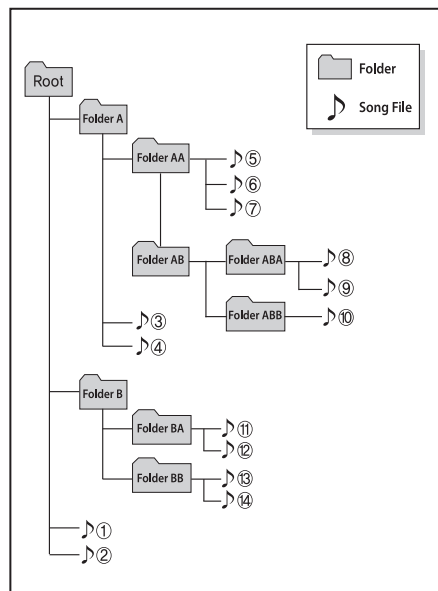 Root
Folder
Song File
Folder A
Folder AA
⑤
⑥
⑦
Folder AB
Folder ABA
⑧
⑨
Folder ABB
⑩
③
④
Folder B
Folder BA
⑪
⑫
Folder BB
⑬
⑭
①
②